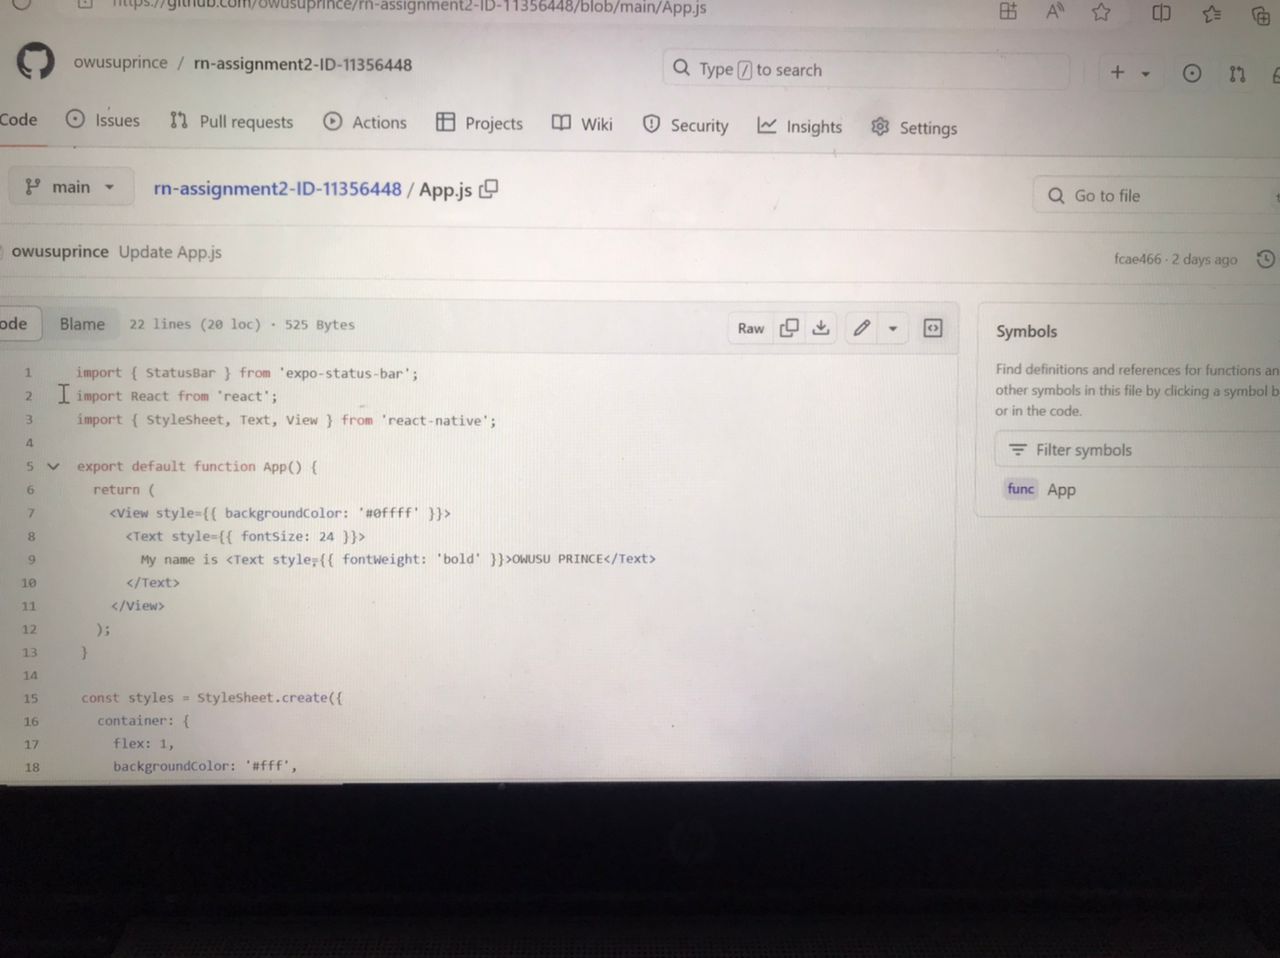 https://github.com/owusuprince/rn-assignment2-ID-11356448/blob/main/App.js
owusuprince / rn-assignment2-ID-11356448
Type / to search
Code Issues Pull requests Actions Projects Wiki Security Insights Settings
main
rn-assignment2-ID-11356448 / App.js
Go to file
owusuprince Update App.js
fcae466 · 2 days ago
ode Blame 22 lines (20 loc) · 525 Bytes
Raw
1 import { StatusBar } from 'expo-status-bar';
2 import React from 'react';
3 import { StyleSheet, Text, View } from 'react-native';
4
5 export default function App() {
6 return (
7 <View style={{ backgroundColor: '#0ffff' }}>
8 <Text style={{ fontSize: 24 }}>
9 My name is <Text style={{ fontWeight: 'bold' }}>OWUSU PRINCE</Text>
10 </Text>
11 </View>
12 );
13 }
14
15 const styles = StyleSheet.create({
16 container: {
17 flex: 1,
18 backgroundColor: '#fff',
Symbols
Find definitions and references for functions an
other symbols in this file by clicking a symbol b
or in the code.
Filter symbols
func App